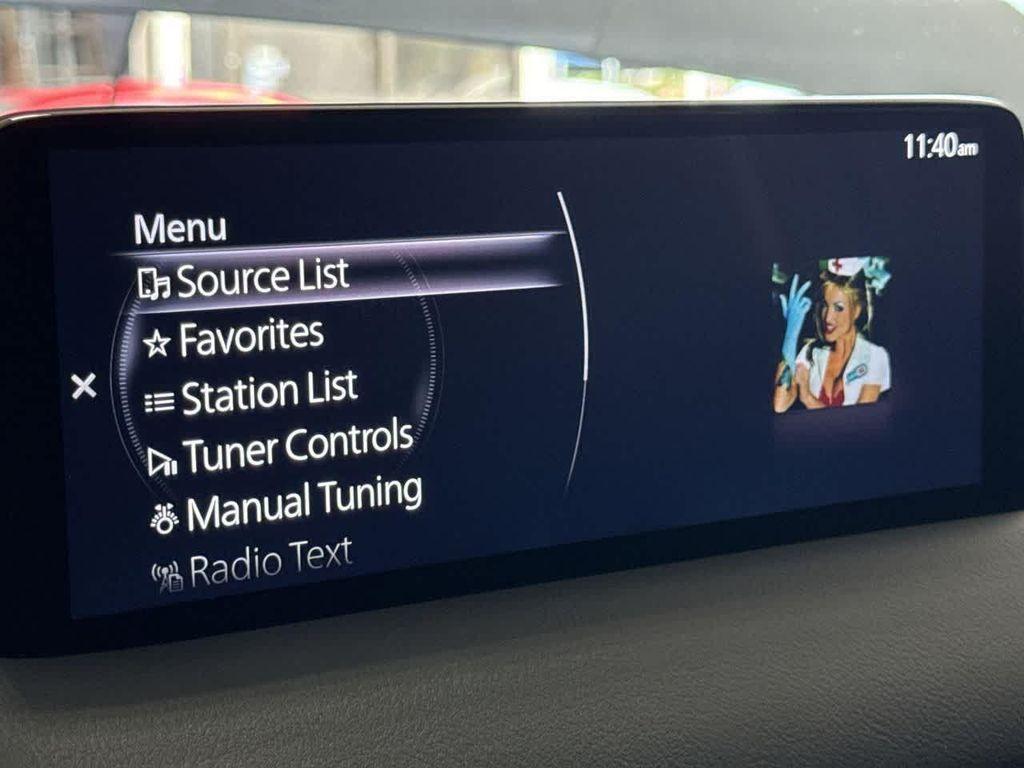 11:40am
Menu
Source List
Favorites
Station List
Tuner Controls
Manual Tuning
Radio Text